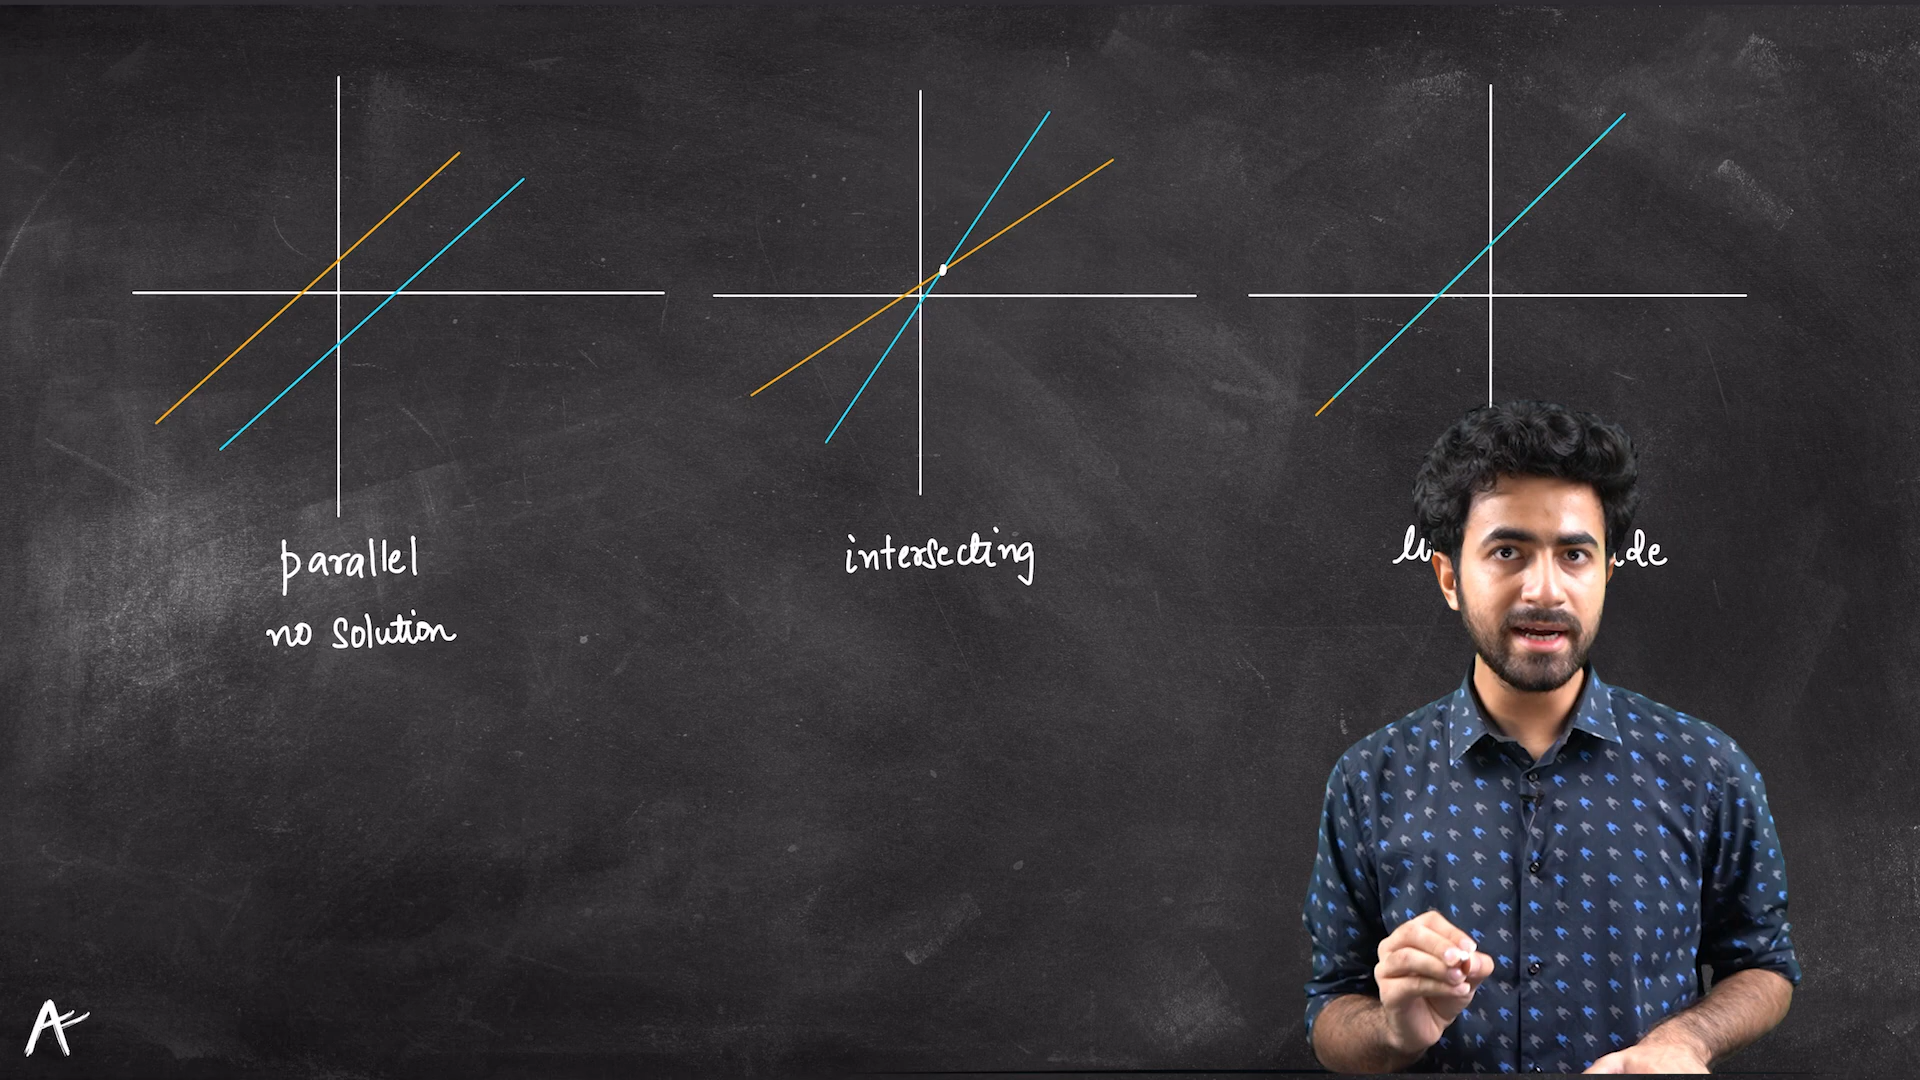 parallel
no solution
intersecting
A